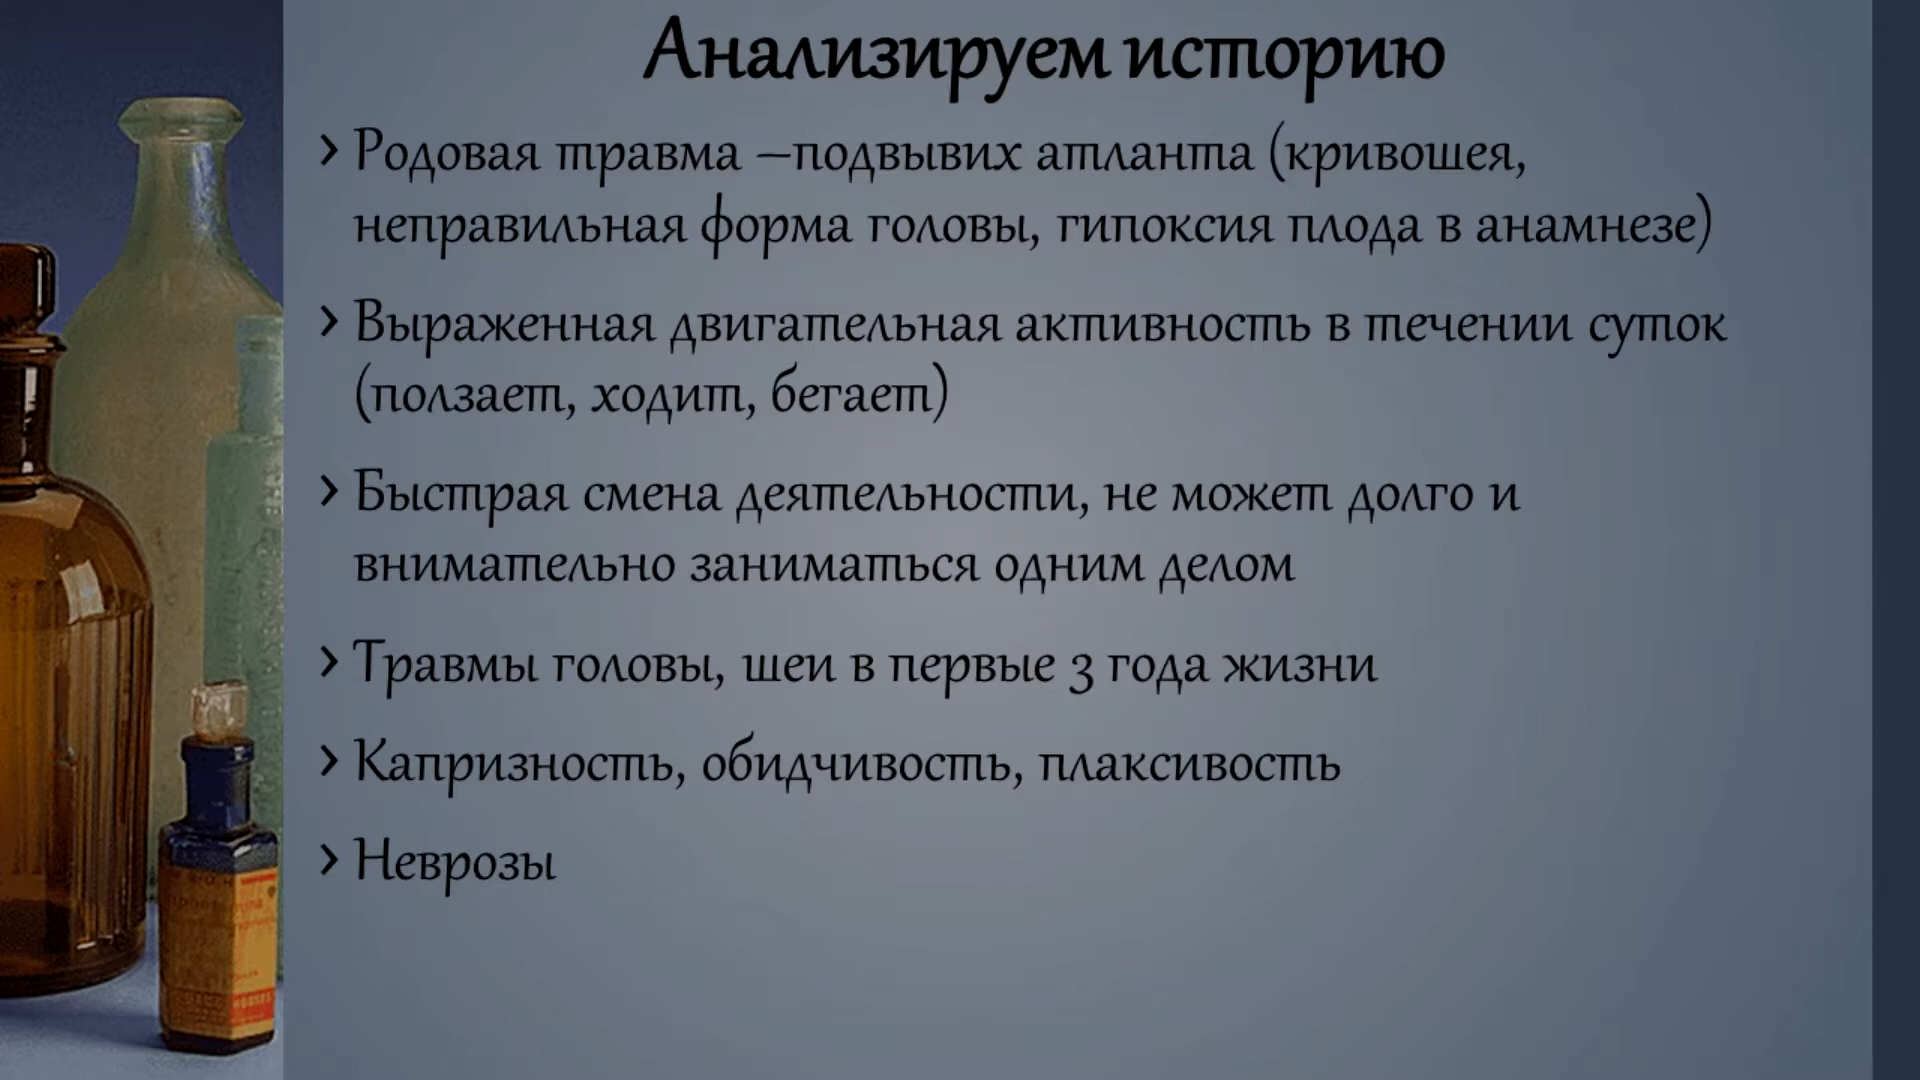 Анализируем историю
› Родовая травма –подвывих атланта (кривошея,
неправильная форма головы, гипоксия плода в анамнезе)
› Выраженная двигательная активность в течении суток
(ползает, ходит, бегает)
› Быстрая смена деятельности, не может долго и
внимательно заниматься одним делом
› Травмы головы, шеи в первые 3 года жизни
› Капризность, обидчивость, плаксивость
› Неврозы